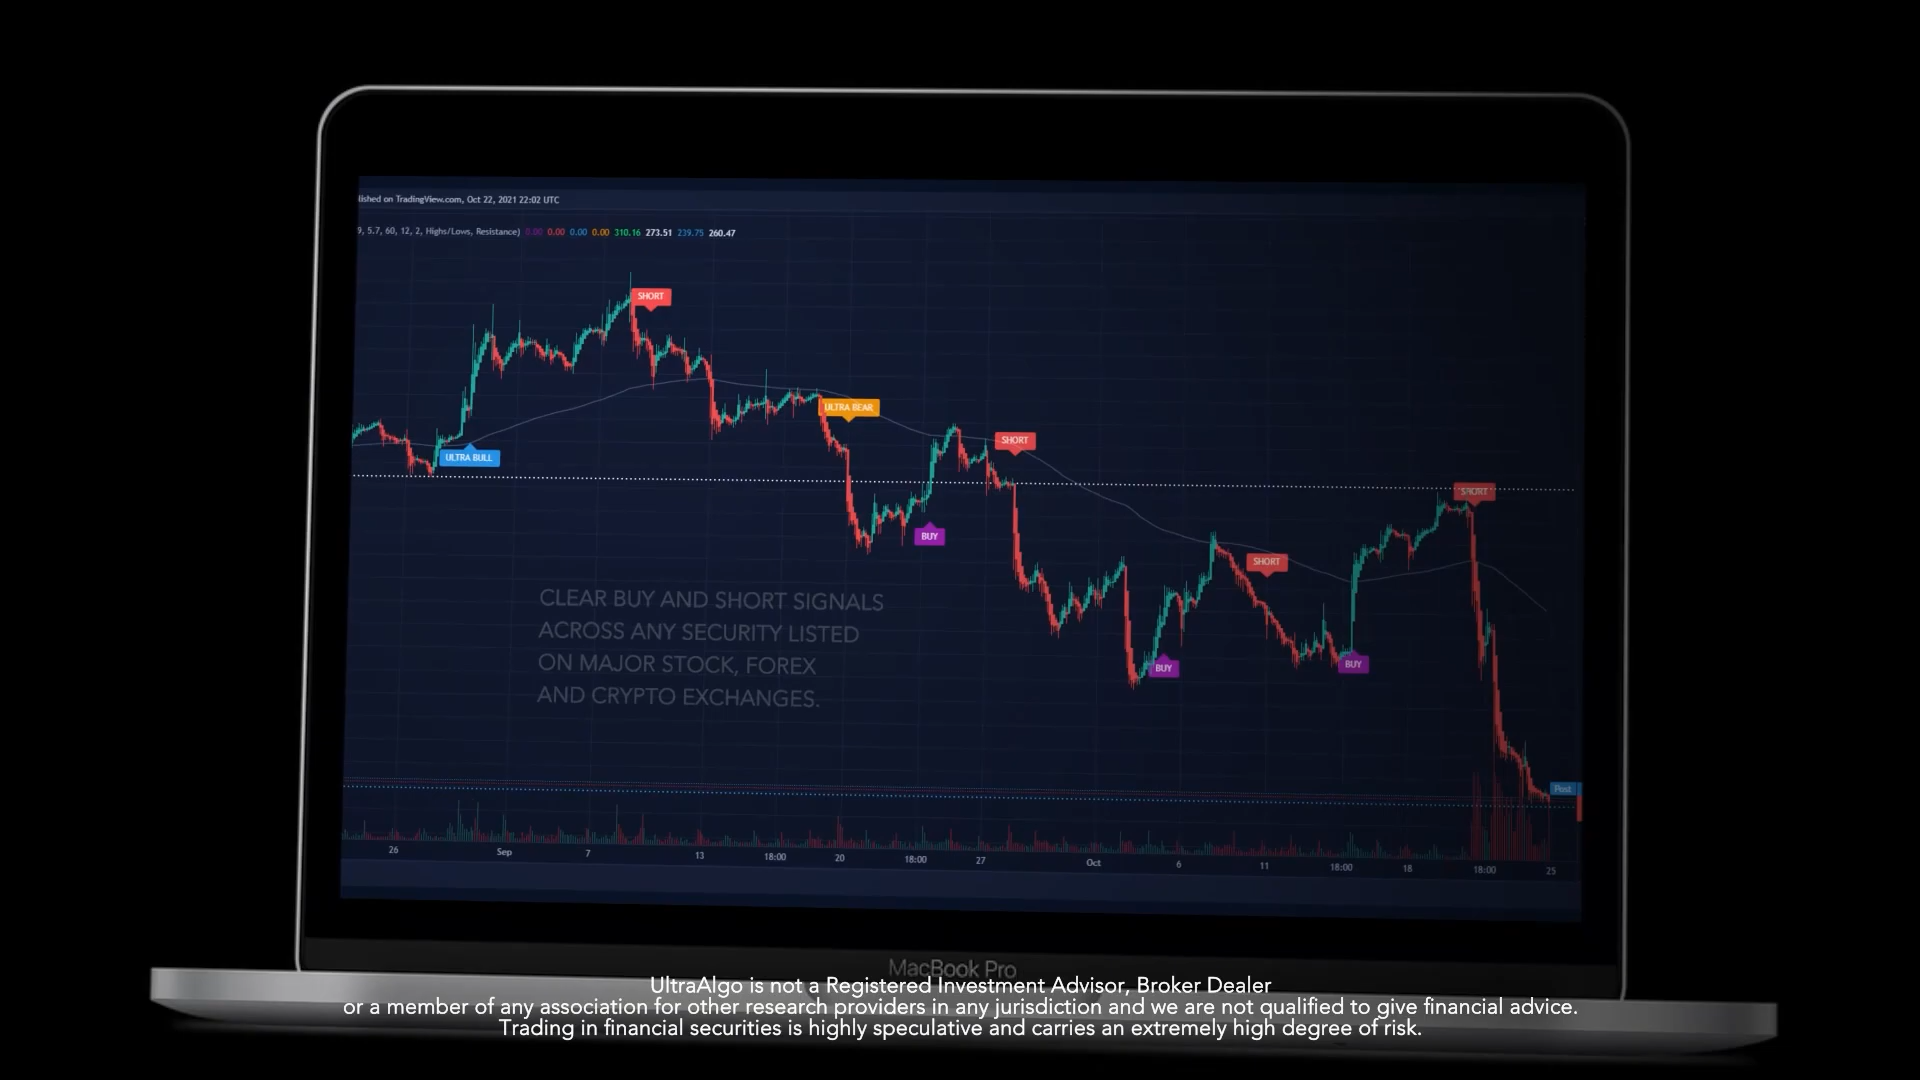 lished on TradingView.com, Oct 22, 2021 22:02 UTC
9, 5.7, 60, 12, 2, Highs/Lows, Resistance) 0.00 0.00 0.00 0.00 310.16 273.51 239.75 260.47
SHORT
ULTRA BEAR
SHORT
ULTRA BULL
SHORT
BUY
SHORT
CLEAR BUY AND SHORT SIGNALS
ACROSS ANY SECURITY LISTED
ON MAJOR STOCK, FOREX
AND CRYPTO EXCHANGES.
BUY
BUY
Post
26 Sep 7 13 18:00 20 18:00 27 Oct 6 11 18:00 18 18:00 25
MacBook Pro
UltraAlgo is not a Registered Investment Advisor, Broker Dealer
or a member of any association for other research providers in any jurisdiction and we are not qualified to give financial advice.
Trading in financial securities is highly speculative and carries an extremely high degree of risk.